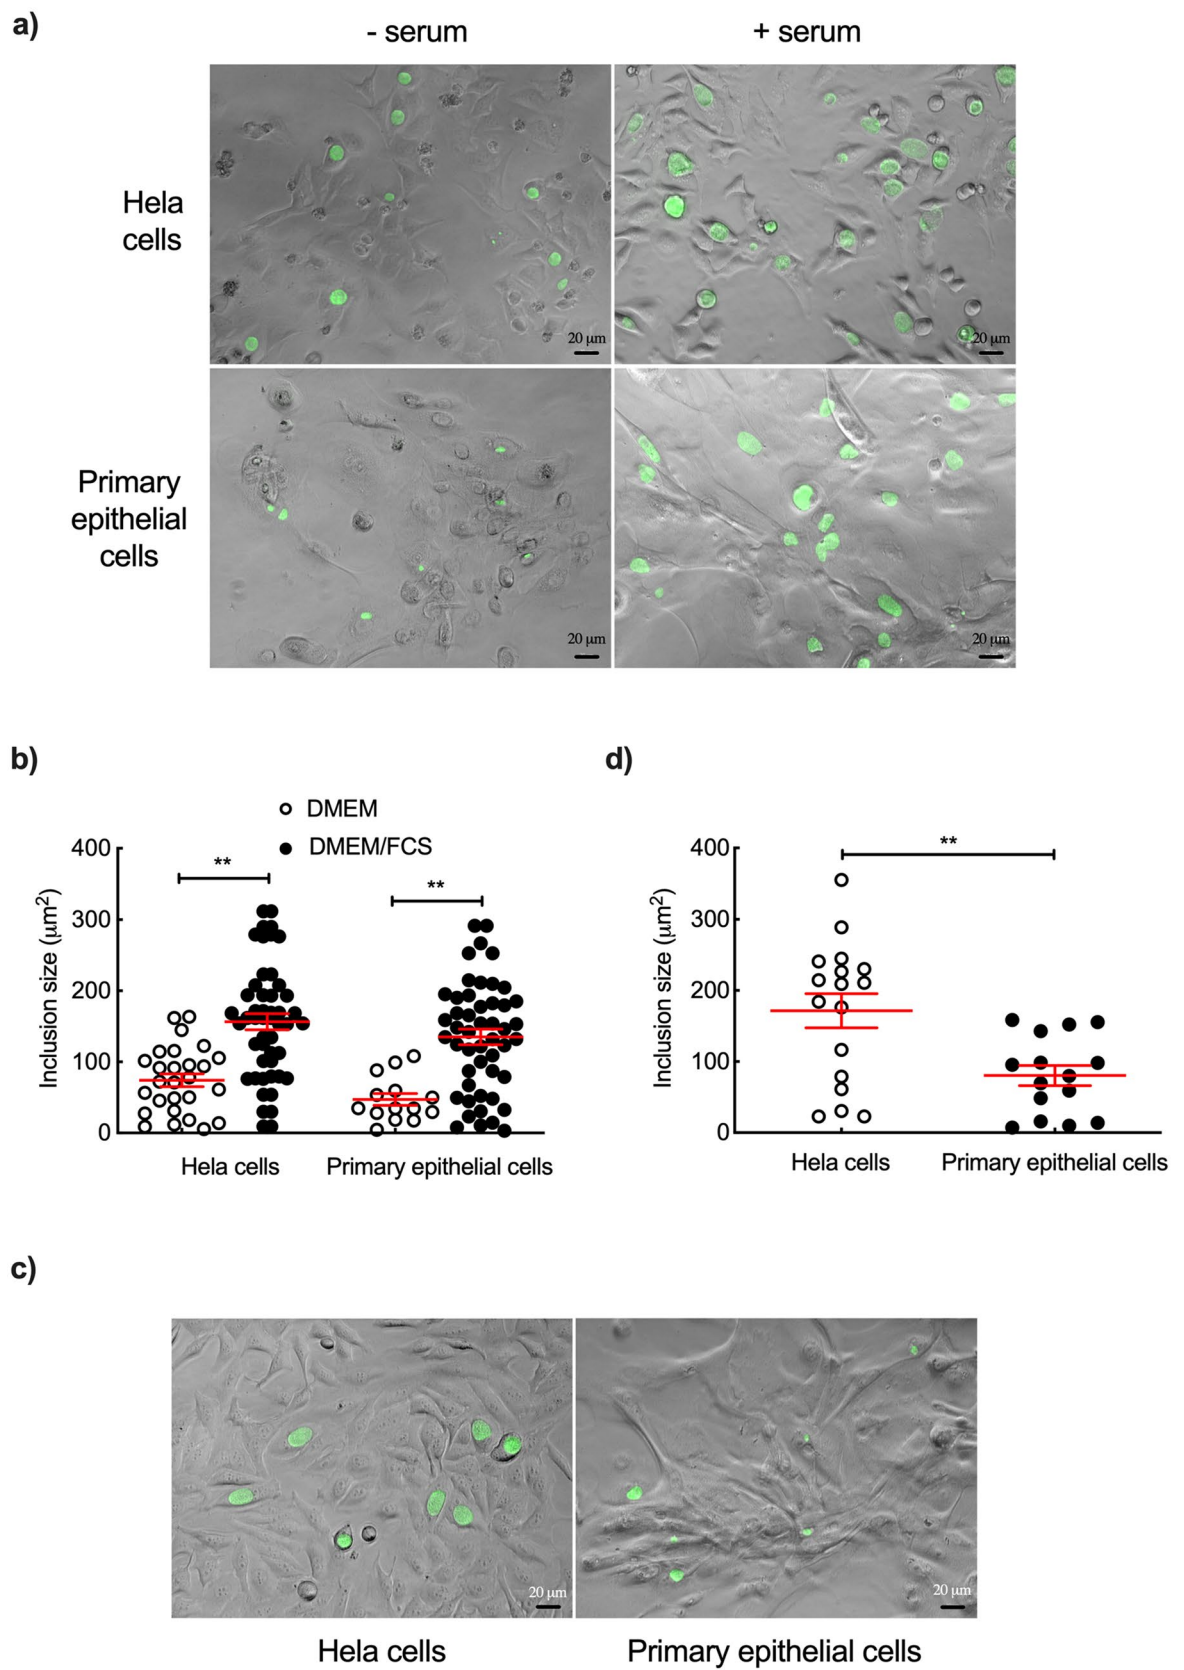 a)
- serum
+ serum
Hela
cells
20 μm
20 μm
Primary
epithelial
cells
20 μm
20 μm
b)
DMEM
DMEM/FCS
Inclusion size (μm2)
400
300
200
100
0
**
**
Hela cells
Primary epithelial cells
d)
Inclusion size (μm2)
400
300
200
100
0
**
Hela cells
Primary epithelial cells
c)
20 μm
20 μm
Hela cells
Primary epithelial cells